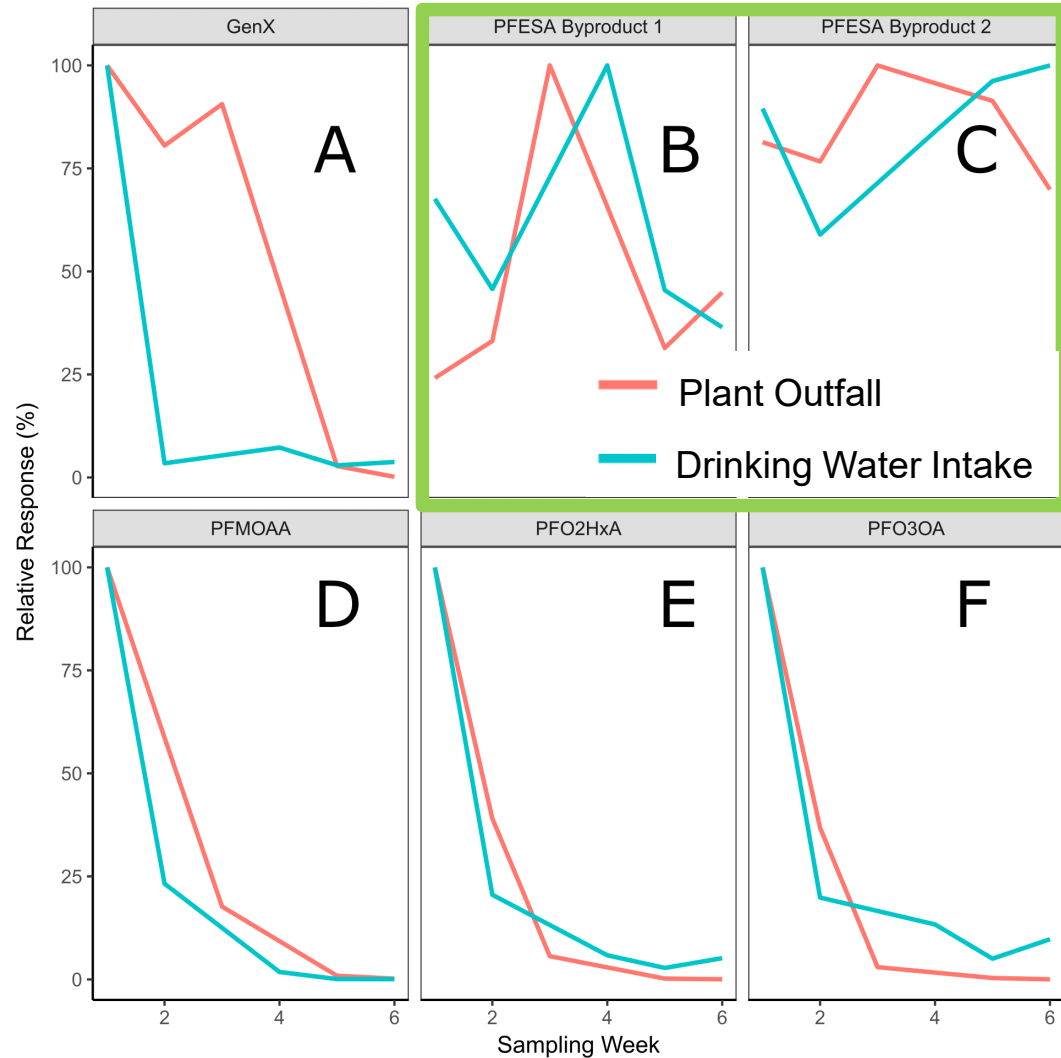 GenX
PFESA Byproduct 1
PFESA Byproduct 2
100
75
50
25
0
A
B
C
Plant Outfall
Drinking Water Intake
Relative Response (%)
PFMOAA
PFO2HxA
PFO3OA
100
75
50
25
0
D
E
F
2 4 6
2 4 6
2 4 6
Sampling Week